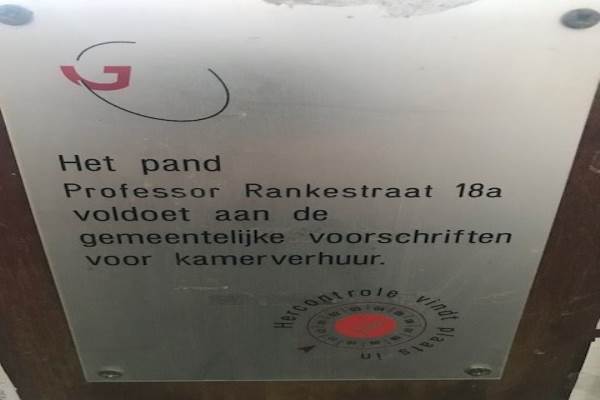 G
Het pand
Professor Rankestraat 18a
voldoet aan de
gemeentelijke voorschriften
voor kamerverhuur.
Hercontrole vindt plaats in